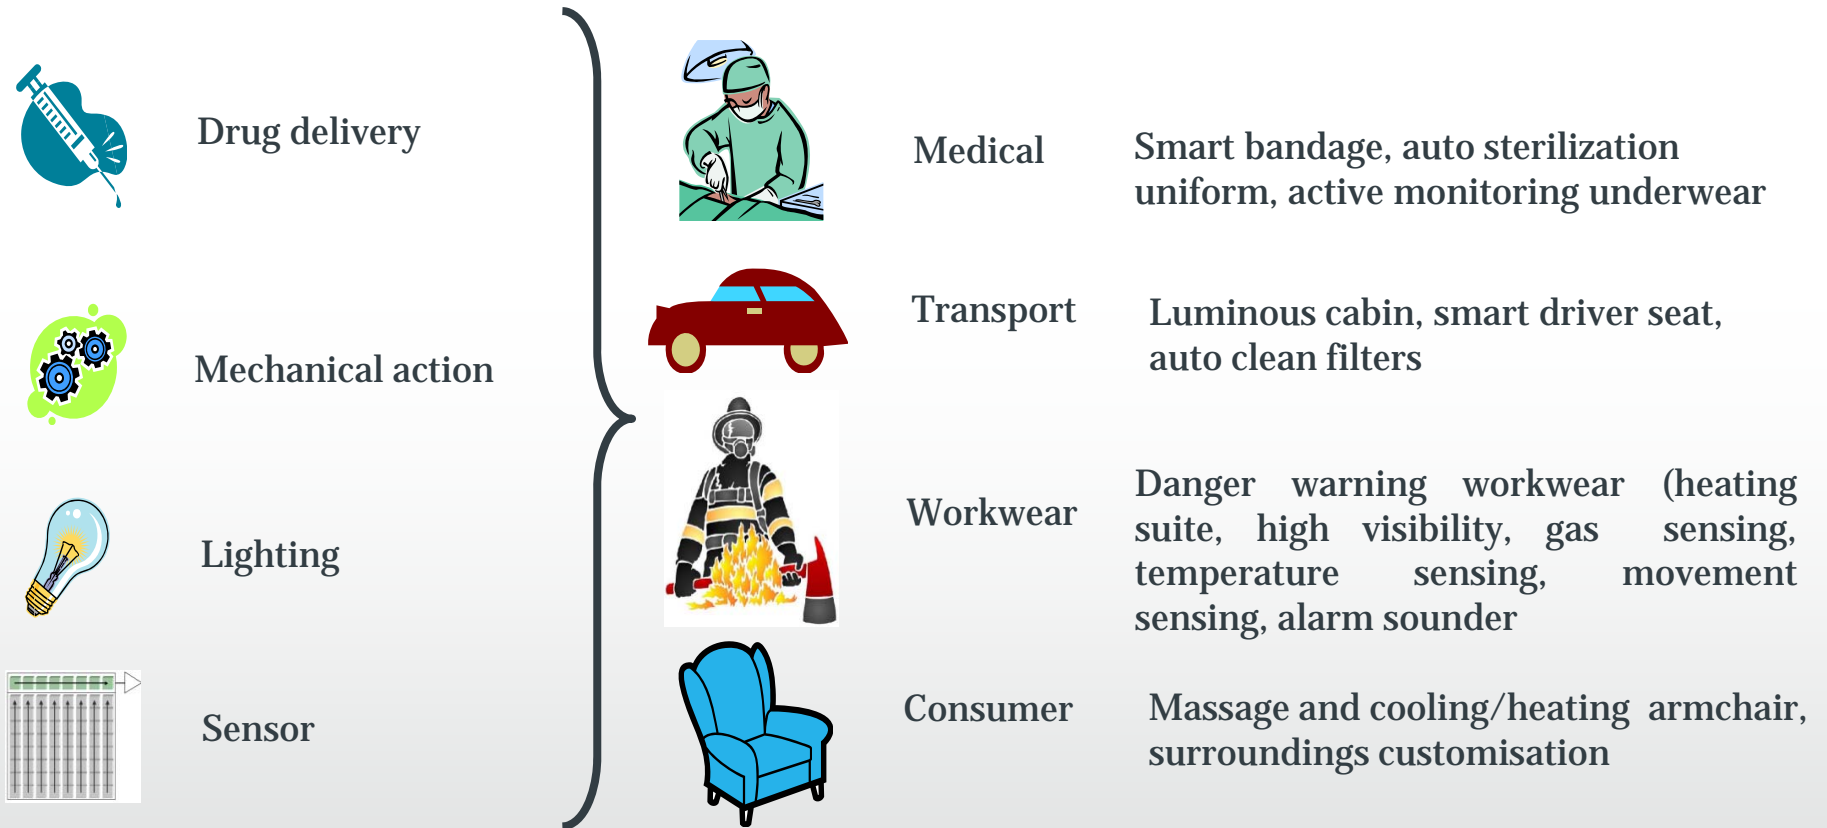 Drug delivery
Mechanical action
Lighting
Sensor
Medical
Smart bandage, auto sterilization
uniform, active monitoring underwear
Transport
Luminous cabin, smart driver seat,
auto clean filters
Workwear
Danger warning workwear (heating
suite, high visibility, gas sensing,
temperature sensing, movement
sensing, alarm sounder
Consumer
Massage and cooling/heating armchair,
surroundings customisation